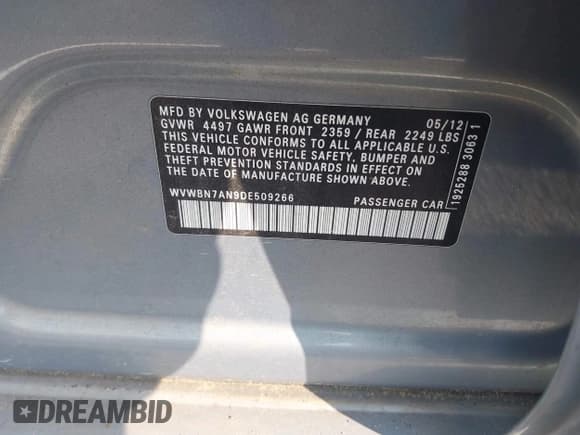 MFD BY VOLKSWAGEN AG GERMANY 05/12
GVWR 4497 GAWR FRONT 2359 / REAR 2249 LBS
THIS VEHICLE CONFORMS TO ALL APPLICABLE U.S.
FEDERAL MOTOR VEHICLE SAFETY, BUMPER AND
THEFT PREVENTION STANDARDS IN EFFECT ON
THE DATE OF MANUFACTURE SHOWN ABOVE.
WVWBN7AN9DE509266 PASSENGER CAR
1925288 3063 1
DREAMBID